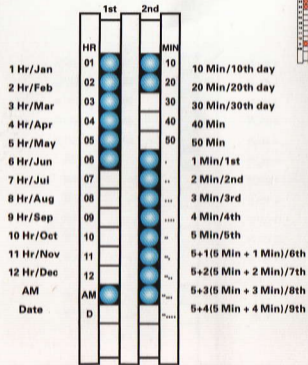 1st 2nd
HR MIN
1 Hr/Jan 01 10 10 Min/10th day
2 Hr/Feb 02 20 20 Min/20th day
3 Hr/Mar 03 30 30 Min/30th day
4 Hr/Apr 04 40 40 Min
5 Hr/May 05 50 50 Min
6 Hr/Jun 06 . 1 Min/1st
7 Hr/Jul 07 .. 2 Min/2nd
8 Hr/Aug 08 ... 3 Min/3rd
9 Hr/Sep 09 .... 4 Min/4th
10 Hr/Oct 10 5 Min/5th
11 Hr/Nov 11 5+1(5 Min + 1 Min)/6th
12 Hr/Dec 12 5+2(5 Min + 2 Min)/7th
AM AM 5+3(5 Min + 3 Min)/8th
Date D 5+4(5 Min + 4 Min)/9th